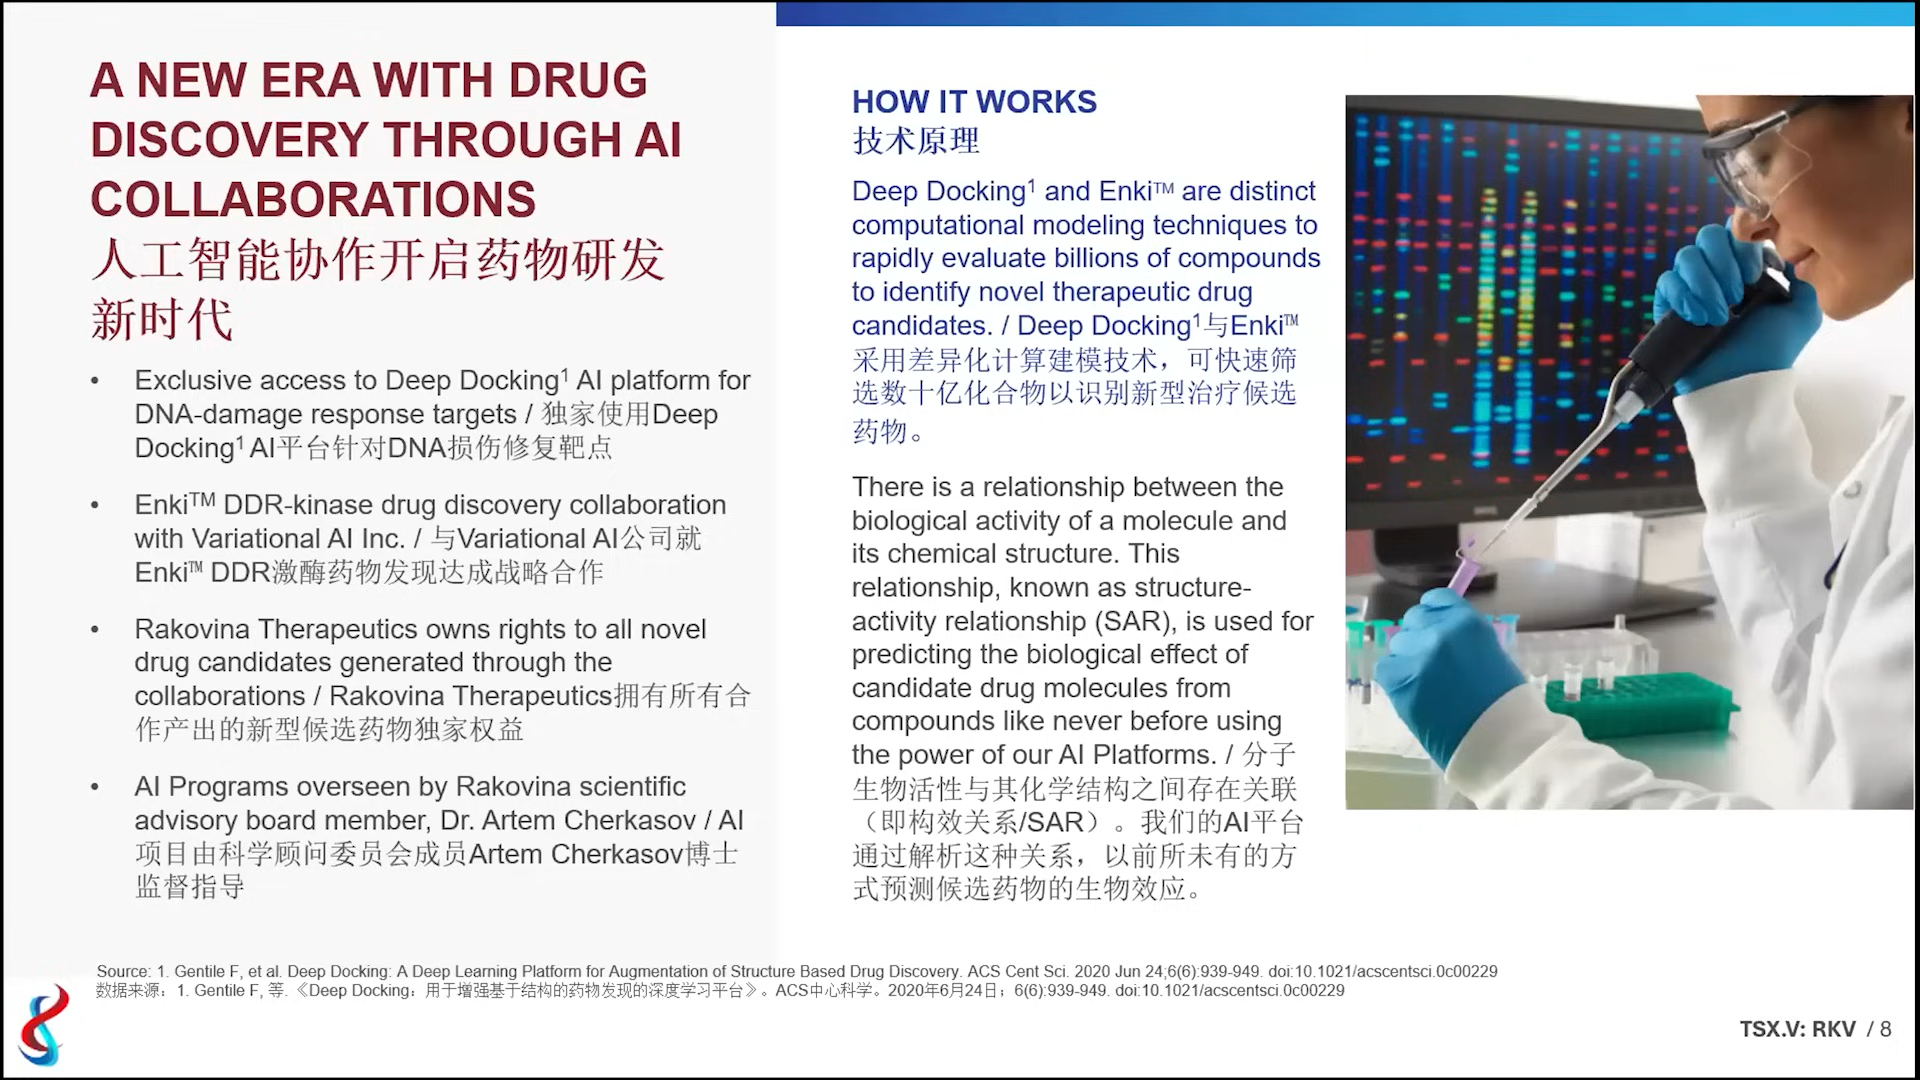 A NEW ERA WITH DRUG
DISCOVERY THROUGH AI
COLLABORATIONS
人工智能协作开启药物研发
新时代
• Exclusive access to Deep Docking¹ AI platform for
DNA-damage response targets / 独家使用Deep
Docking¹ AI平台针对DNA损伤修复靶点
• Enki™ DDR-kinase drug discovery collaboration
with Variational AI Inc. / 与Variational AI公司就
Enki™ DDR激酶药物发现达成战略合作
• Rakovina Therapeutics owns rights to all novel
drug candidates generated through the
collaborations / Rakovina Therapeutics拥有所有合
作产出的新型候选药物独家权益
• AI Programs overseen by Rakovina scientific
advisory board member, Dr. Artem Cherkasov / AI
项目由科学顾问委员会成员Artem Cherkasov博士
监督指导
HOW IT WORKS
技术原理
Deep Docking¹ and Enki™ are distinct
computational modeling techniques to
rapidly evaluate billions of compounds
to identify novel therapeutic drug
candidates. / Deep Docking¹与Enki™
采用差异化计算建模技术，可快速筛
选数十亿化合物以识别新型治疗候选
药物。
There is a relationship between the
biological activity of a molecule and
its chemical structure. This
relationship, known as structure-
activity relationship (SAR), is used for
predicting the biological effect of
candidate drug molecules from
compounds like never before using
the power of our AI Platforms. / 分子
生物活性与其化学结构之间存在关联
（即构效关系/SAR）。我们的AI平台
通过解析这种关系，以前所未有的方
式预测候选药物的生物效应。
Source: 1. Gentile F, et al. Deep Docking: A Deep Learning Platform for Augmentation of Structure Based Drug Discovery. ACS Cent Sci. 2020 Jun 24;6(6):939-949. doi:10.1021/acscentsci.0c00229
数据来源：1. Gentile F, 等.《Deep Docking：用于增强基于结构的药物发现的深度学习平台》。ACS中心科学。2020年6月24日；6(6):939-949. doi:10.1021/acscentsci.0c00229
TSX.V: RKV / 8